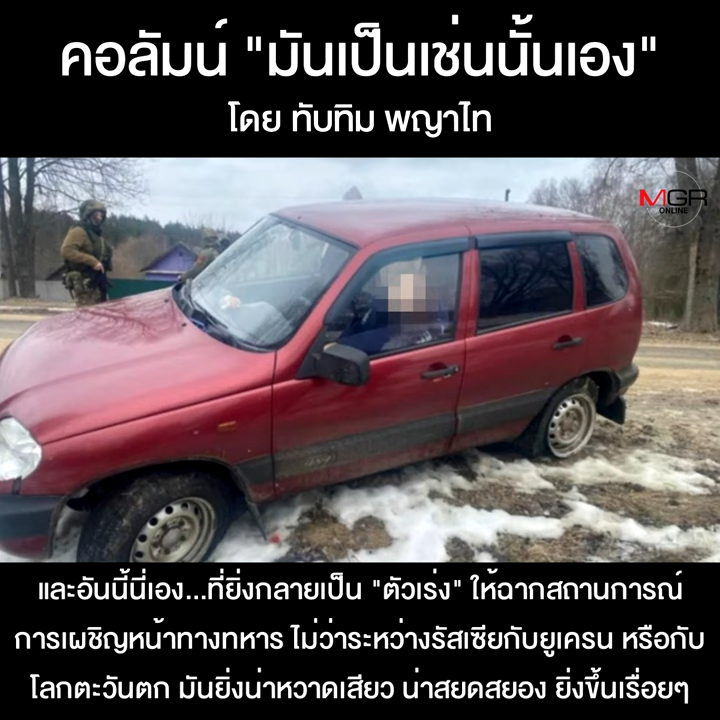 คอลัมน์ "มันเป็นเช่นนั้นเอง"
โดย ทับทิม พญาไท
MGR
ONLINE
และอันนี้นี่เอง...ที่ยิ่งกลายเป็น "ตัวเร่ง" ให้ฉากสถานการณ์
การเผชิญหน้าทางทหาร ไม่ว่าระหว่างรัสเซียกับยูเครน หรือกับ
โลกตะวันตก มันยิ่งน่าหวาดเสียว น่าสยดสยอง ยิ่งขึ้นเรื่อยๆ